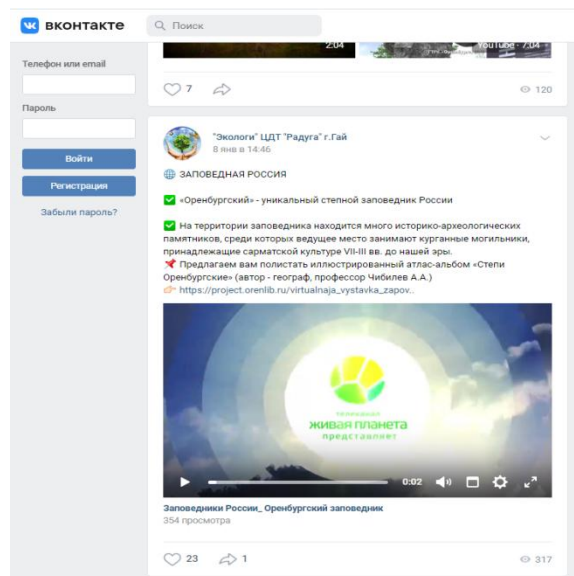 вконтакте
Поиск
2:04
YouTube · 7:04
Телефон или email
Пароль
Войти
Регистрация
Забыли пароль?
7
120
"Экологи" ЦДТ "Радуга" г.Гай
8 янв в 14:46
ЗАПОВЕДНАЯ РОССИЯ
«Оренбургский» - уникальный степной заповедник России
На территории заповедника находится много историко-археологических
памятников, среди которых ведущее место занимают курганные могильники,
принадлежащие сарматской культуре VII-III вв. до нашей эры.
Предлагаем вам полистать иллюстрированный атлас-альбом «Степи
Оренбургские» (автор - географ, профессор Чибилев А.А.)
https://project.orenlib.ru/virtualnaja_vystavka_zapov..
телеканал
живая планета
представляет
0:02
Заповедники России_ Оренбургский заповедник
354 просмотра
23
1
317